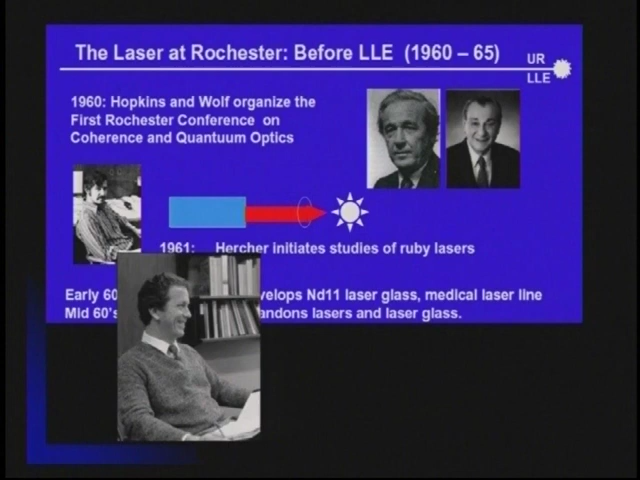 The Laser at Rochester: Before LLE (1960 – 65)
UR
LLE
1960: Hopkins and Wolf organize the
First Rochester Conference on
Coherence and Quantuum Optics
1961: Hercher initiates studies of ruby lasers
Early 60 velops Nd11 laser glass, medical laser line
Mid 60's andons lasers and laser glass.